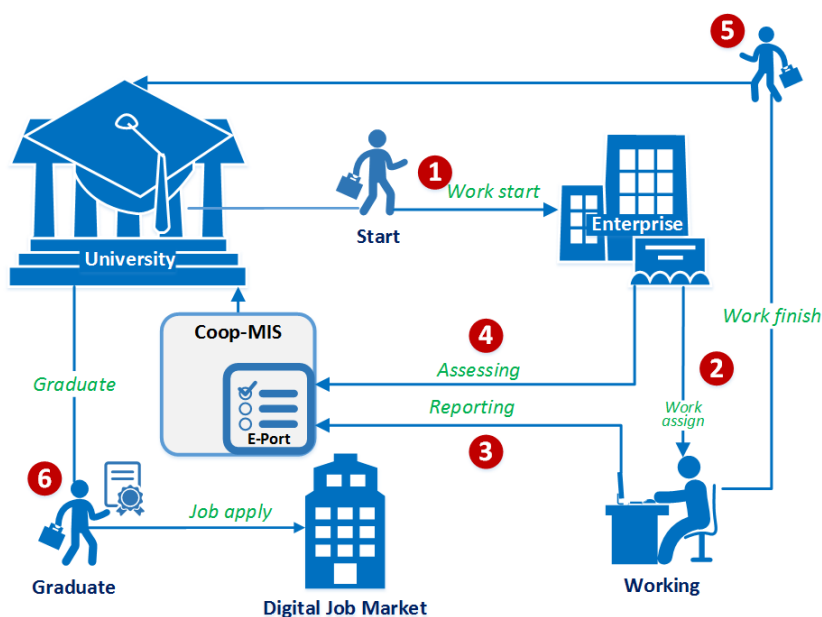 5
1
Work start
Start
University
Enterprise
Coop-MIS
Work finish
4
Assessing
2
Graduate
Reporting
Work
assign
E-Port
3
6
Job apply
Graduate
Digital Job Market
Working